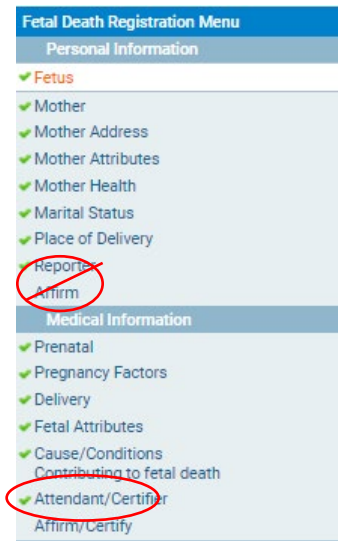 Fetal Death Registration Menu
Personal Information
Fetus
Mother
Mother Address
Mother Attributes
Mother Health
Marital Status
Place of Delivery
Reporter
Affirm
Medical Information
Prenatal
Pregnancy Factors
Delivery
Fetal Attributes
Cause/Conditions
Contributing to fetal death
Attendant/Certifier
Affirm/Certify